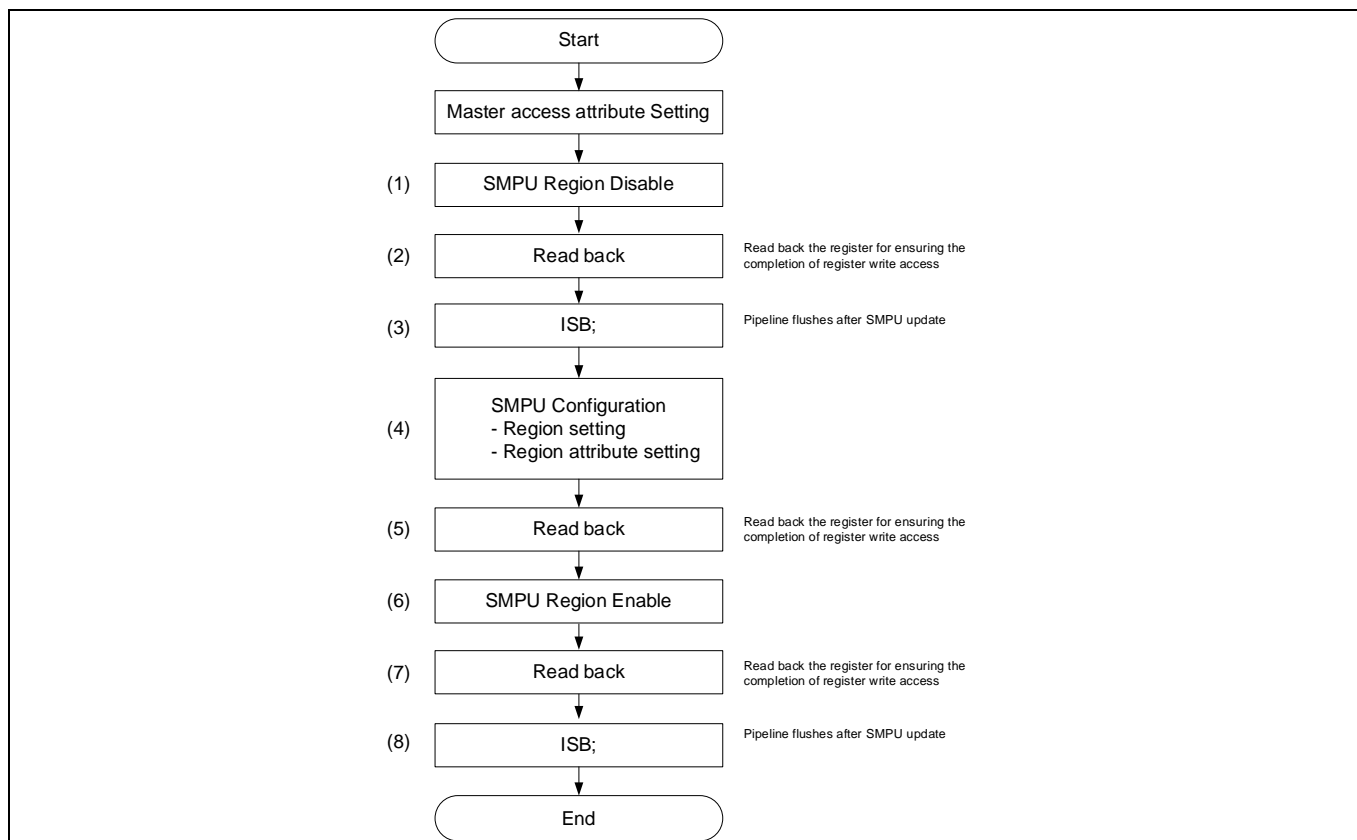 Start
Master access attribute Setting
(1)
SMPU Region Disable
(2)
Read back
Read back the register for ensuring the
completion of register write access
(3)
ISB;
Pipeline flushes after SMPU update
(4)
SMPU Configuration
- Region setting
- Region attribute setting
(5)
Read back
Read back the register for ensuring the
completion of register write access
(6)
SMPU Region Enable
(7)
Read back
Read back the register for ensuring the
completion of register write access
(8)
ISB;
Pipeline flushes after SMPU update
End